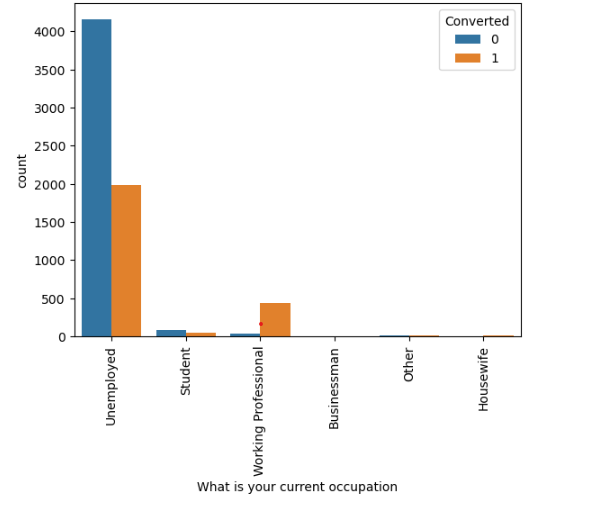 Converted
0
1
4000
3500
3000
2500
2000
1500
1000
500
0
count
Unemployed
Student
Working Professional
Businessman
Other
Housewife
What is your current occupation